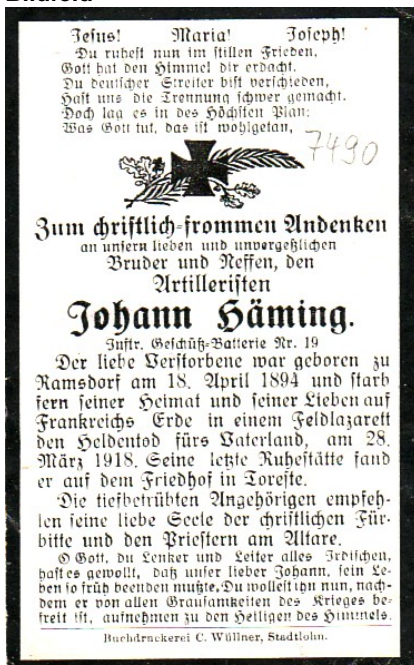 Jesus! Maria! Joseph!
Du ruhest nun im stillen Frieden,
Gott hat den Himmel dir erdacht.
Du deutscher Streiter bist verschieden,
Hast uns die Trennung schwer gemacht.
Doch lag es in des Höchsten Plan:
Was Gott tut, das ist wohlgetan,
7490
Zum christlich-frommen Andenken
an unsern lieben und unvergeßlichen
Bruder und Neffen, den
Artilleristen
Johann Häming.
Instr. Geschütz-Batterie Nr. 19
Der liebe Verstorbene war geboren zu
Ramsdorf am 18. April 1894 und starb
fern seiner Heimat und seiner Lieben auf
Frankreichs Erde in einem Feldlazarett
den Heldentod fürs Vaterland, am 28.
März 1918. Seine letzte Ruhestätte fand
er auf dem Friedhof in Toreste.
Die tiefbetrübten Angehörigen empfeh-
len seine liebe Seele der christlichen Für-
bitte und den Priestern am Altare.
O Gott, du Lenker und Leiter alles Irdischen,
hast es gewollt, daß unser lieber Johann, sein Le-
ben so früh beenden mußte. Du wollest ihn nun, nach-
dem er von allen Grausamkeiten des Krieges be-
freit ist, aufnehmen zu den Heiligen des Himmels.
Buchdruckerei C. Wüllner, Stadtlohn.